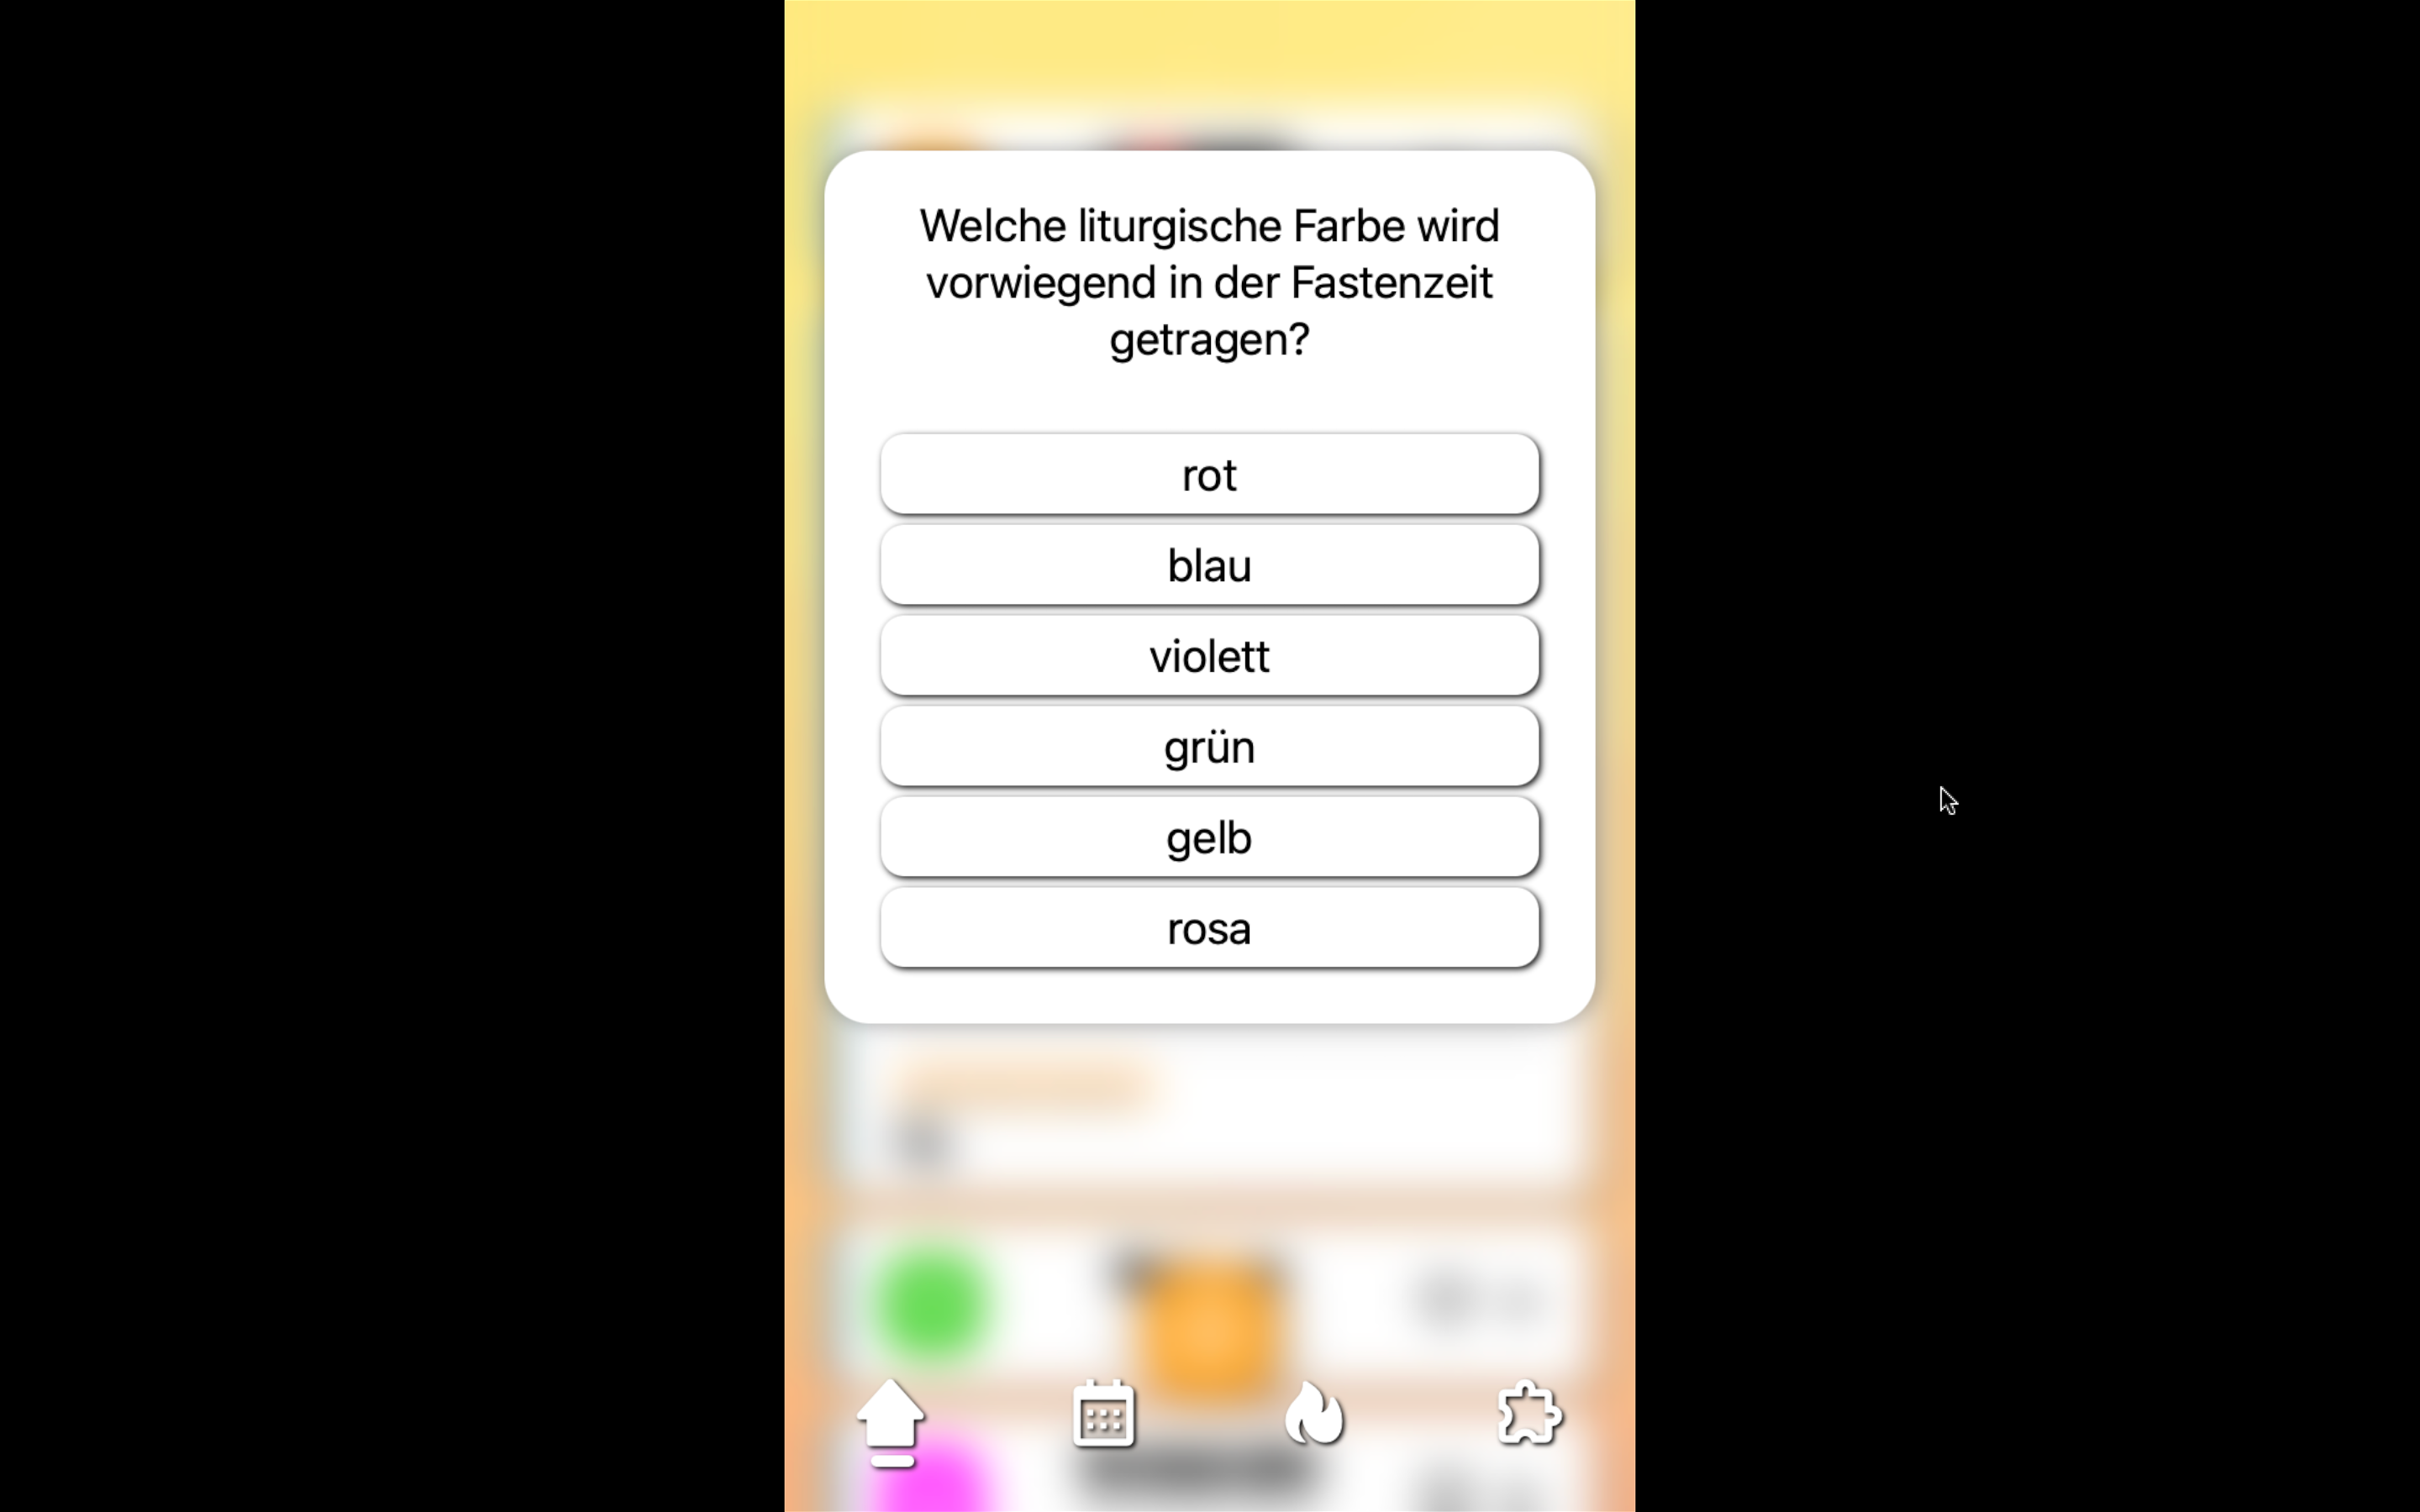 Welche liturgische Farbe wird
vorwiegend in der Fastenzeit
getragen?
rot
blau
violett
grün
gelb
rosa